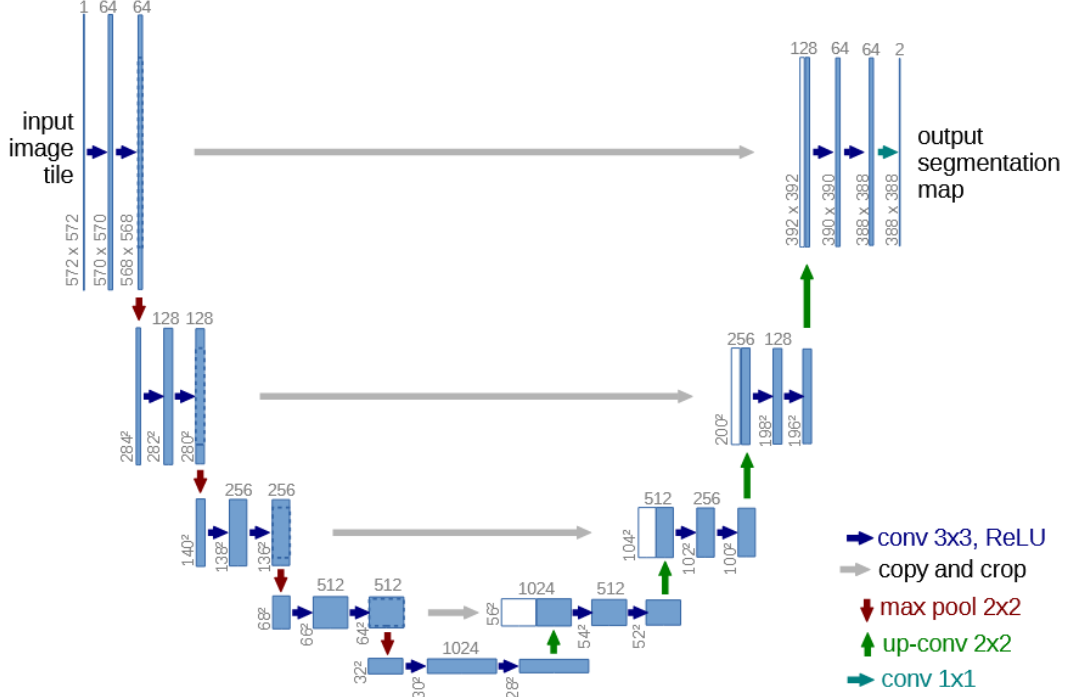 1 64 64
128 64 64 2
input
image
tile
output
segmentation
map
572 x 572
570 x 570
568 x 568
392 x 392
390 x 390
388 x 388
388 x 388
128 128
256 128
284²
282²
280²
200²
198²
196²
256 256
512 256
140²
138²
136²
104²
102²
100²
conv 3x3, ReLU
copy and crop
max pool 2x2
up-conv 2x2
conv 1x1
512 512
1024 512
68²
66²
64²
56²
54²
52²
1024
32²
30²
28²